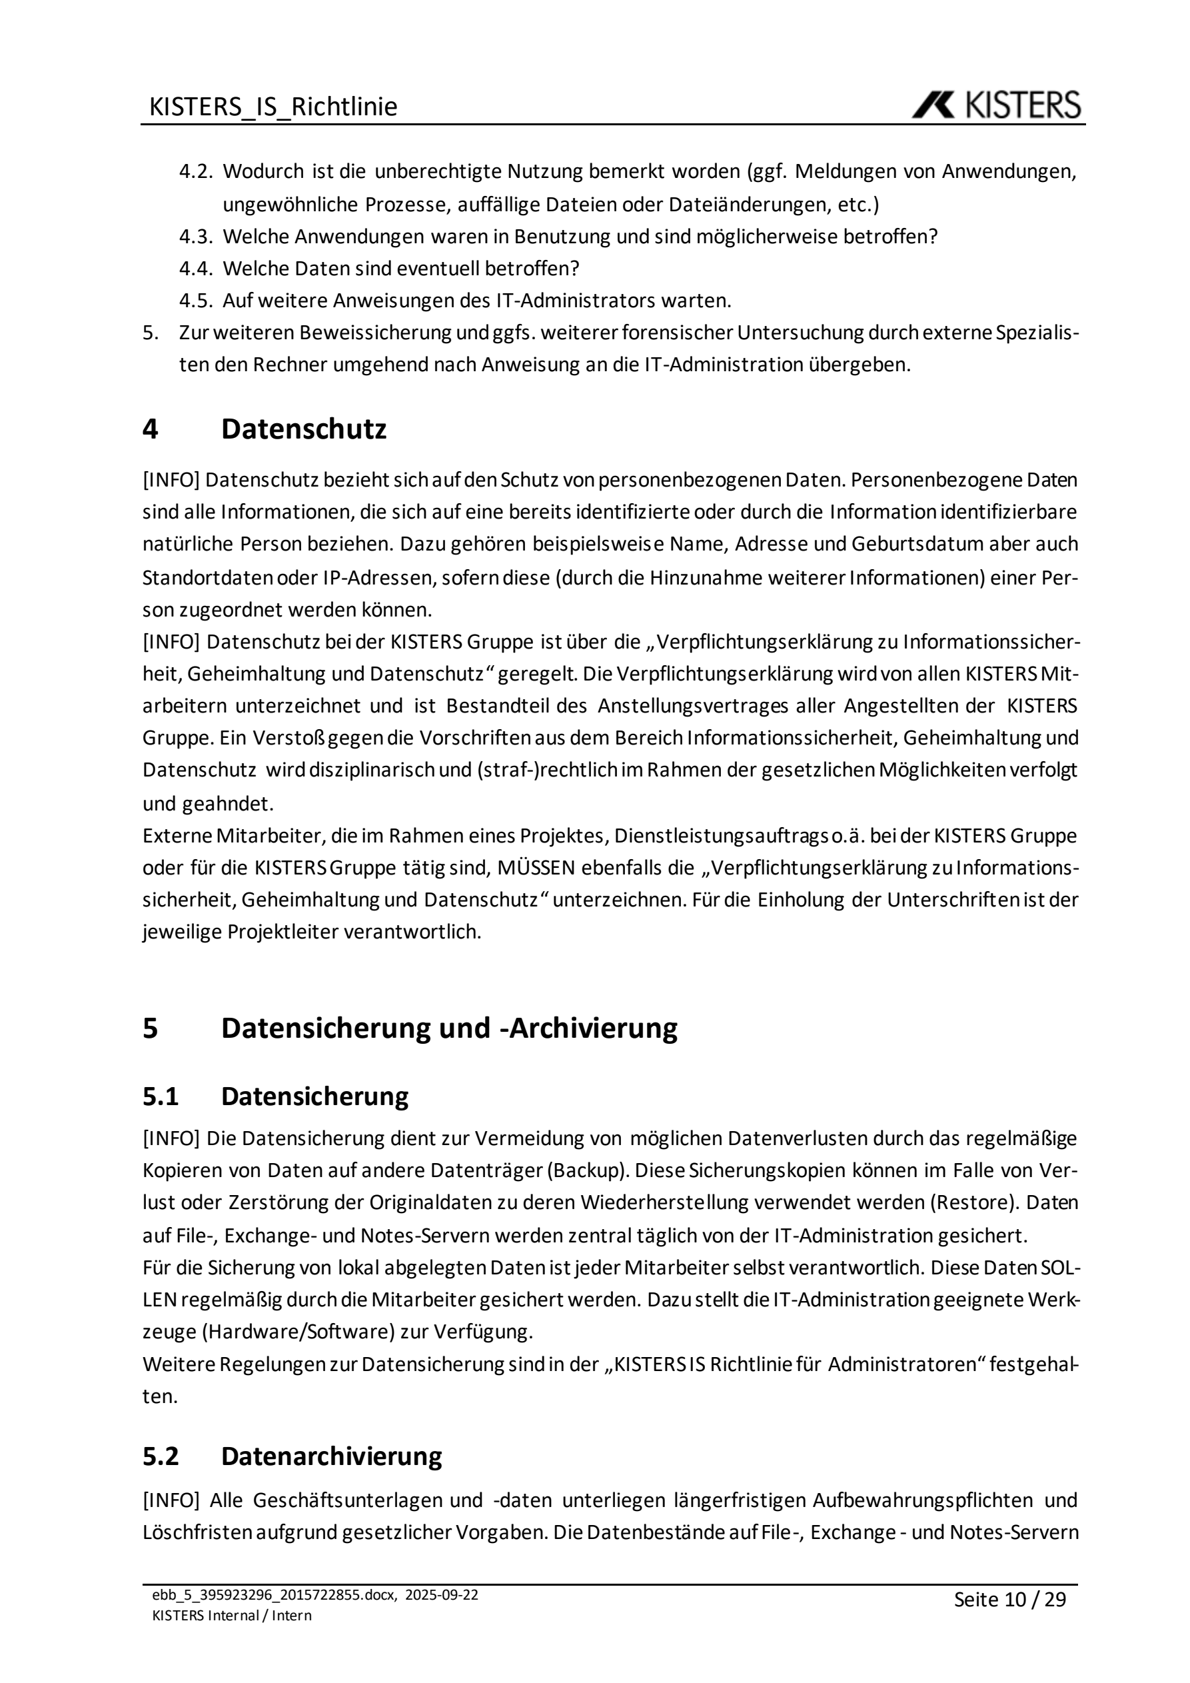 KISTERS_IS_Richtlinie
KISTERS
4.2. Wodurch ist die unberechtigte Nutzung bemerkt worden (ggf. Meldungen von Anwendungen,
ungewöhnliche Prozesse, auffällige Dateien oder Dateiänderungen, etc.)
4.3. Welche Anwendungen waren in Benutzung und sind möglicherweise betroffen?
4.4. Welche Daten sind eventuell betroffen?
4.5. Auf weitere Anweisungen des IT-Administrators warten.
5. Zur weiteren Beweissicherung und ggfs. weiterer forensischer Untersuchung durch externe Spezialis-
ten den Rechner umgehend nach Anweisung an die IT-Administration übergeben.
4 Datenschutz
[INFO] Datenschutz bezieht sich auf den Schutz von personenbezogenen Daten. Personenbezogene Daten
sind alle Informationen, die sich auf eine bereits identifizierte oder durch die Information identifizierbare
natürliche Person beziehen. Dazu gehören beispielsweise Name, Adresse und Geburtsdatum aber auch
Standortdaten oder IP-Adressen, sofern diese (durch die Hinzunahme weiterer Informationen) einer Per-
son zugeordnet werden können.
[INFO] Datenschutz bei der KISTERS Gruppe ist über die „Verpflichtungserklärung zu Informationssicher-
heit, Geheimhaltung und Datenschutz“ geregelt. Die Verpflichtungserklärung wird von allen KISTERS Mit-
arbeitern unterzeichnet und ist Bestandteil des Anstellungsvertrages aller Angestellten der KISTERS
Gruppe. Ein Verstoß gegen die Vorschriften aus dem Bereich Informationssicherheit, Geheimhaltung und
Datenschutz wird disziplinarisch und (straf-)rechtlich im Rahmen der gesetzlichen Möglichkeiten verfolgt
und geahndet.
Externe Mitarbeiter, die im Rahmen eines Projektes, Dienstleistungsauftrags o.ä. bei der KISTERS Gruppe
oder für die KISTERS Gruppe tätig sind, MÜSSEN ebenfalls die „Verpflichtungserklärung zu Informations-
sicherheit, Geheimhaltung und Datenschutz“ unterzeichnen. Für die Einholung der Unterschriften ist der
jeweilige Projektleiter verantwortlich.
5 Datensicherung und -Archivierung
5.1 Datensicherung
[INFO] Die Datensicherung dient zur Vermeidung von möglichen Datenverlusten durch das regelmäßige
Kopieren von Daten auf andere Datenträger (Backup). Diese Sicherungskopien können im Falle von Ver-
lust oder Zerstörung der Originaldaten zu deren Wiederherstellung verwendet werden (Restore). Daten
auf File-, Exchange- und Notes-Servern werden zentral täglich von der IT-Administration gesichert.
Für die Sicherung von lokal abgelegten Daten ist jeder Mitarbeiter selbst verantwortlich. Diese Daten SOL-
LEN regelmäßig durch die Mitarbeiter gesichert werden. Dazu stellt die IT-Administration geeignete Werk-
zeuge (Hardware/Software) zur Verfügung.
Weitere Regelungen zur Datensicherung sind in der „KISTERS IS Richtlinie für Administratoren“ festgehal-
ten.
5.2 Datenarchivierung
[INFO] Alle Geschäftsunterlagen und -daten unterliegen längerfristigen Aufbewahrungspflichten und
Löschfristen aufgrund gesetzlicher Vorgaben. Die Datenbestände auf File-, Exchange - und Notes-Servern
ebb_5_395923296_2015722855.docx, 2025-09-22
Seite 10 / 29
KISTERS Internal / Intern